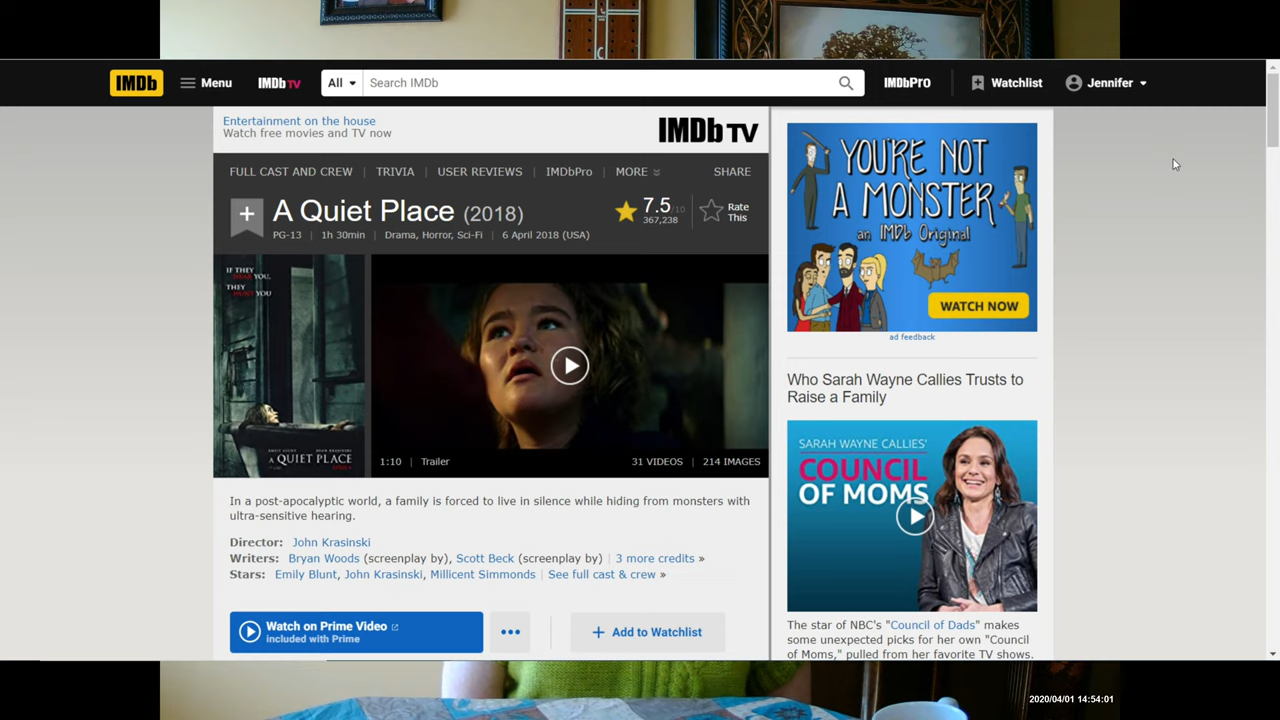 IMDb
Menu
IMDb TV
All
Search IMDb
IMDbPro
Watchlist
Jennifer
Entertainment on the house
Watch free movies and TV now
IMDb TV
FULL CAST AND CREW | TRIVIA | USER REVIEWS | IMDbPro | MORE
SHARE
+
A Quiet Place (2018)
PG-13 | 1h 30min | Drama, Horror, Sci-Fi | 6 April 2018 (USA)
7.5/10
367,238
Rate
This
IF THEY
HEAR YOU,
THEY
HUNT YOU
EMILY BLUNT JOHN KRASINSKI
A QUIET PLACE
1:10 | Trailer
31 VIDEOS | 214 IMAGES
In a post-apocalyptic world, a family is forced to live in silence while hiding from monsters with
ultra-sensitive hearing.
Director: John Krasinski
Writers: Bryan Woods (screenplay by), Scott Beck (screenplay by) | 3 more credits »
Stars: Emily Blunt, John Krasinski, Millicent Simmonds | See full cast & crew »
Watch on Prime Video
included with Prime
+ Add to Watchlist
YOU'RE NOT
A MONSTER
an IMDb Original
WATCH NOW
ad feedback
Who Sarah Wayne Callies Trusts to
Raise a Family
SARAH WAYNE CALLIES'
COUNCIL
OF MOMS
The star of NBC's "Council of Dads" makes
some unexpected picks for her own "Council
of Moms," pulled from her favorite TV shows.
2020/04/01 14:54:01